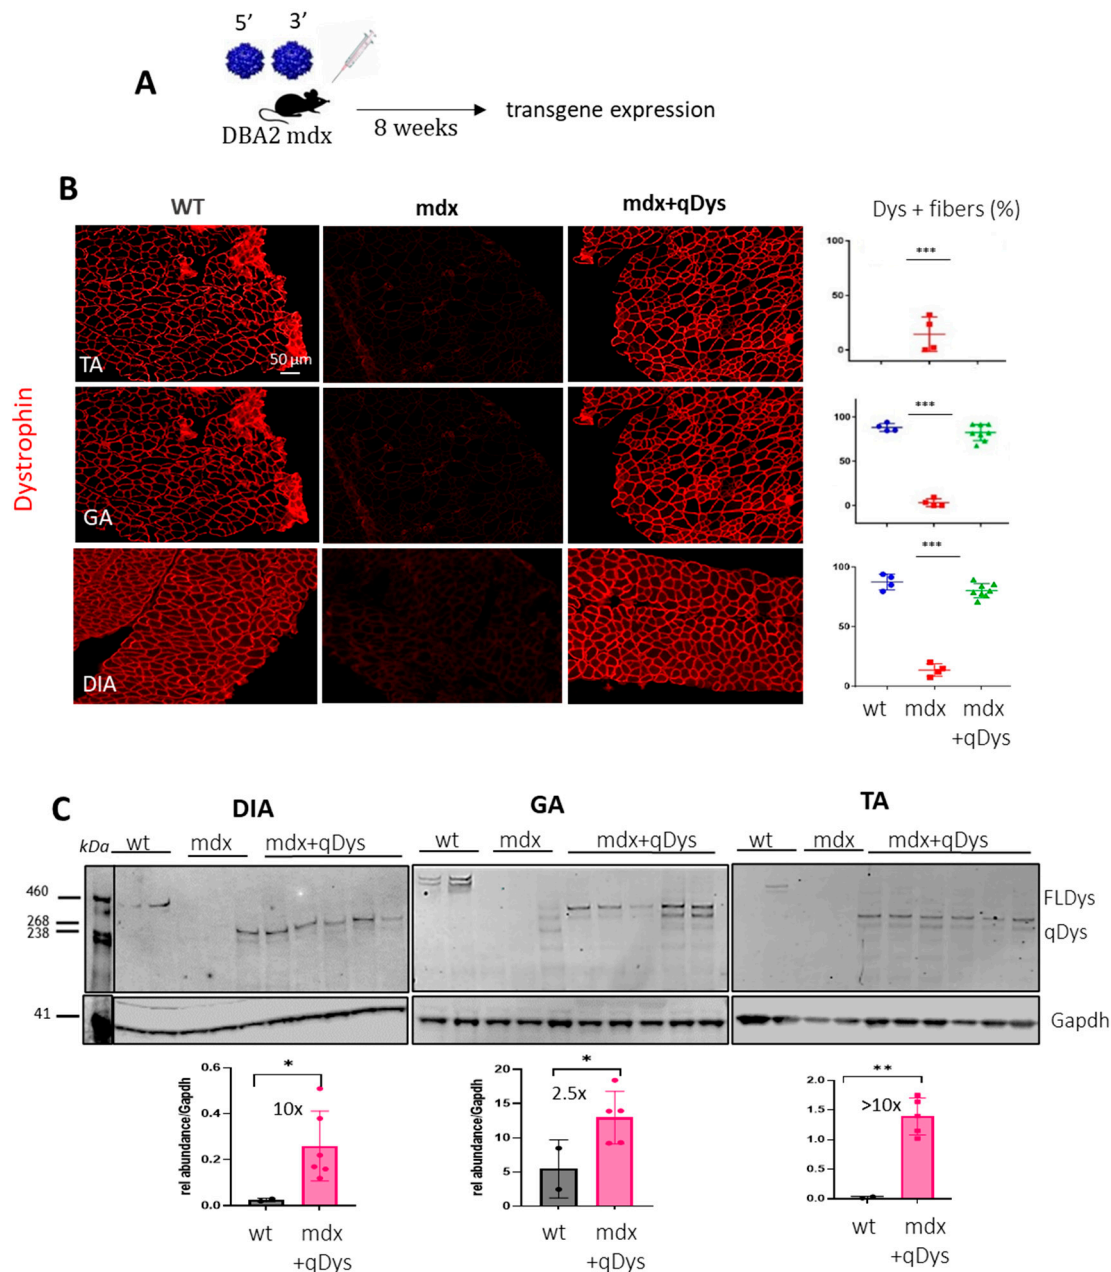 5’ 3’
A
DBA2 mdx
8 weeks
transgene expression
B
WT mdx mdx+qDys Dys + fibers (%)
Dystrophin
TA
50 µm
GA
DIA
100
50
0
***
100
50
0
***
100
50
0
***
wt mdx mdx
+qDys
C
DIA GA TA
kDa wt mdx mdx+qDys wt mdx mdx+qDys wt mdx mdx+qDys
460
268
238
FLDys
qDys
41
Gapdh
rel abundance/Gapdh
0.6
0.4
0.2
0.0
*
10x
wt mdx
+qDys
rel abundance/Gapdh
20
15
10
5
0
*
2.5x
wt mdx
+qDys
2.0
1.5
1.0
0.5
0.0
**
>10x
wt mdx
+qDys